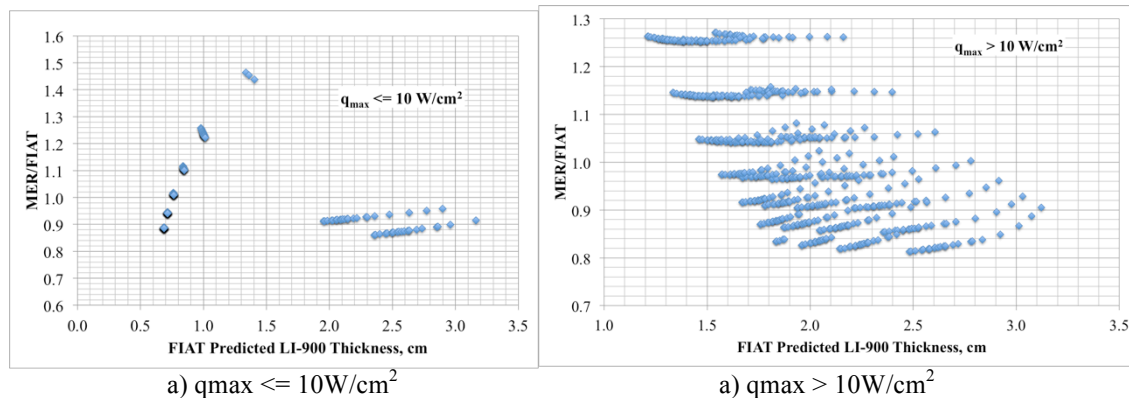 1.6
1.5
1.4
1.3
1.2
1.1
1.0
0.9
0.8
0.7
0.6
MER/FIAT
q_max <= 10 W/cm²
0.0 0.5 1.0 1.5 2.0 2.5 3.0 3.5
FIAT Predicted LI-900 Thickness, cm
a) qmax <= 10W/cm²
1.3
1.2
1.1
1.0
0.9
0.8
0.7
MER/FIAT
q_max > 10 W/cm²
1.0 1.5 2.0 2.5 3.0 3.5
FIAT Predicted LI-900 Thickness, cm
a) qmax > 10W/cm²